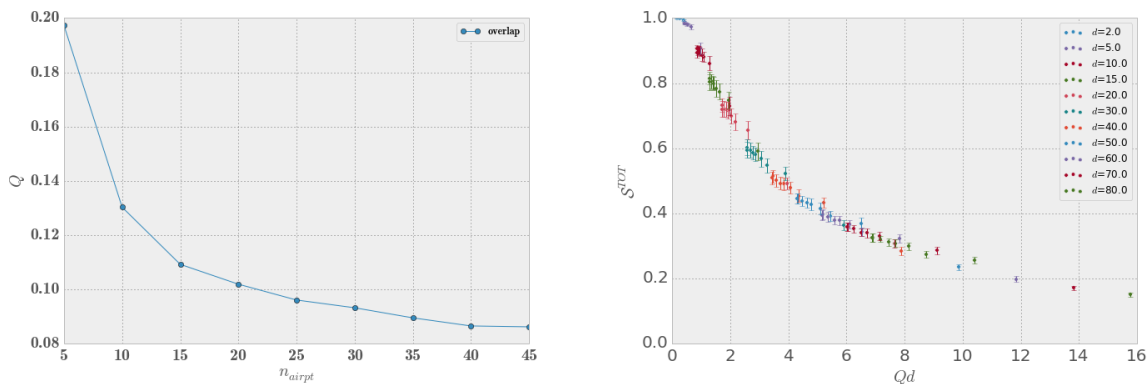 0.20
0.18
0.16
0.14
0.12
0.10
0.08
Q
5 10 15 20 25 30 35 40 45
n_airpt
overlap
1.0
0.8
0.6
0.4
0.2
0.0
S^TOT
0 2 4 6 8 10 12 14 16
Qd
d=2.0
d=5.0
d=10.0
d=15.0
d=20.0
d=30.0
d=40.0
d=50.0
d=60.0
d=70.0
d=80.0